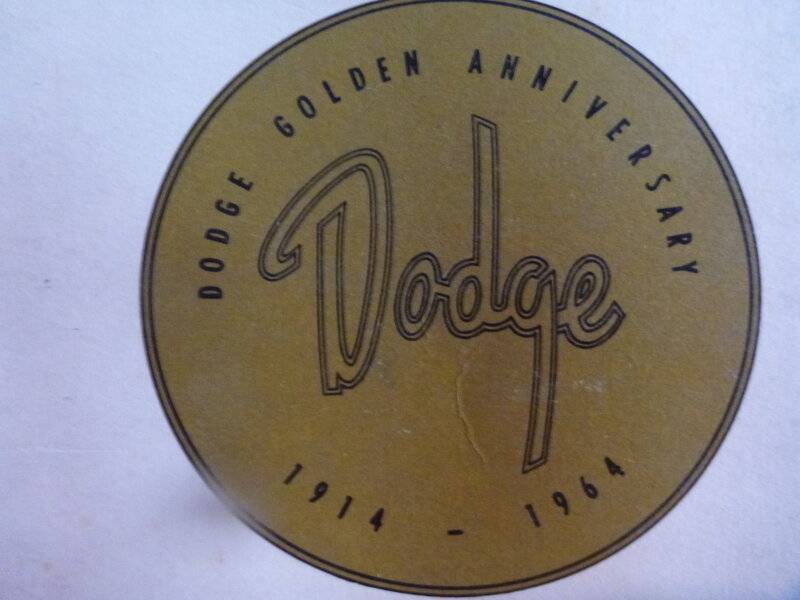 DODGE GOLDEN ANNIVERSARY
Dodge
1914 - 1964